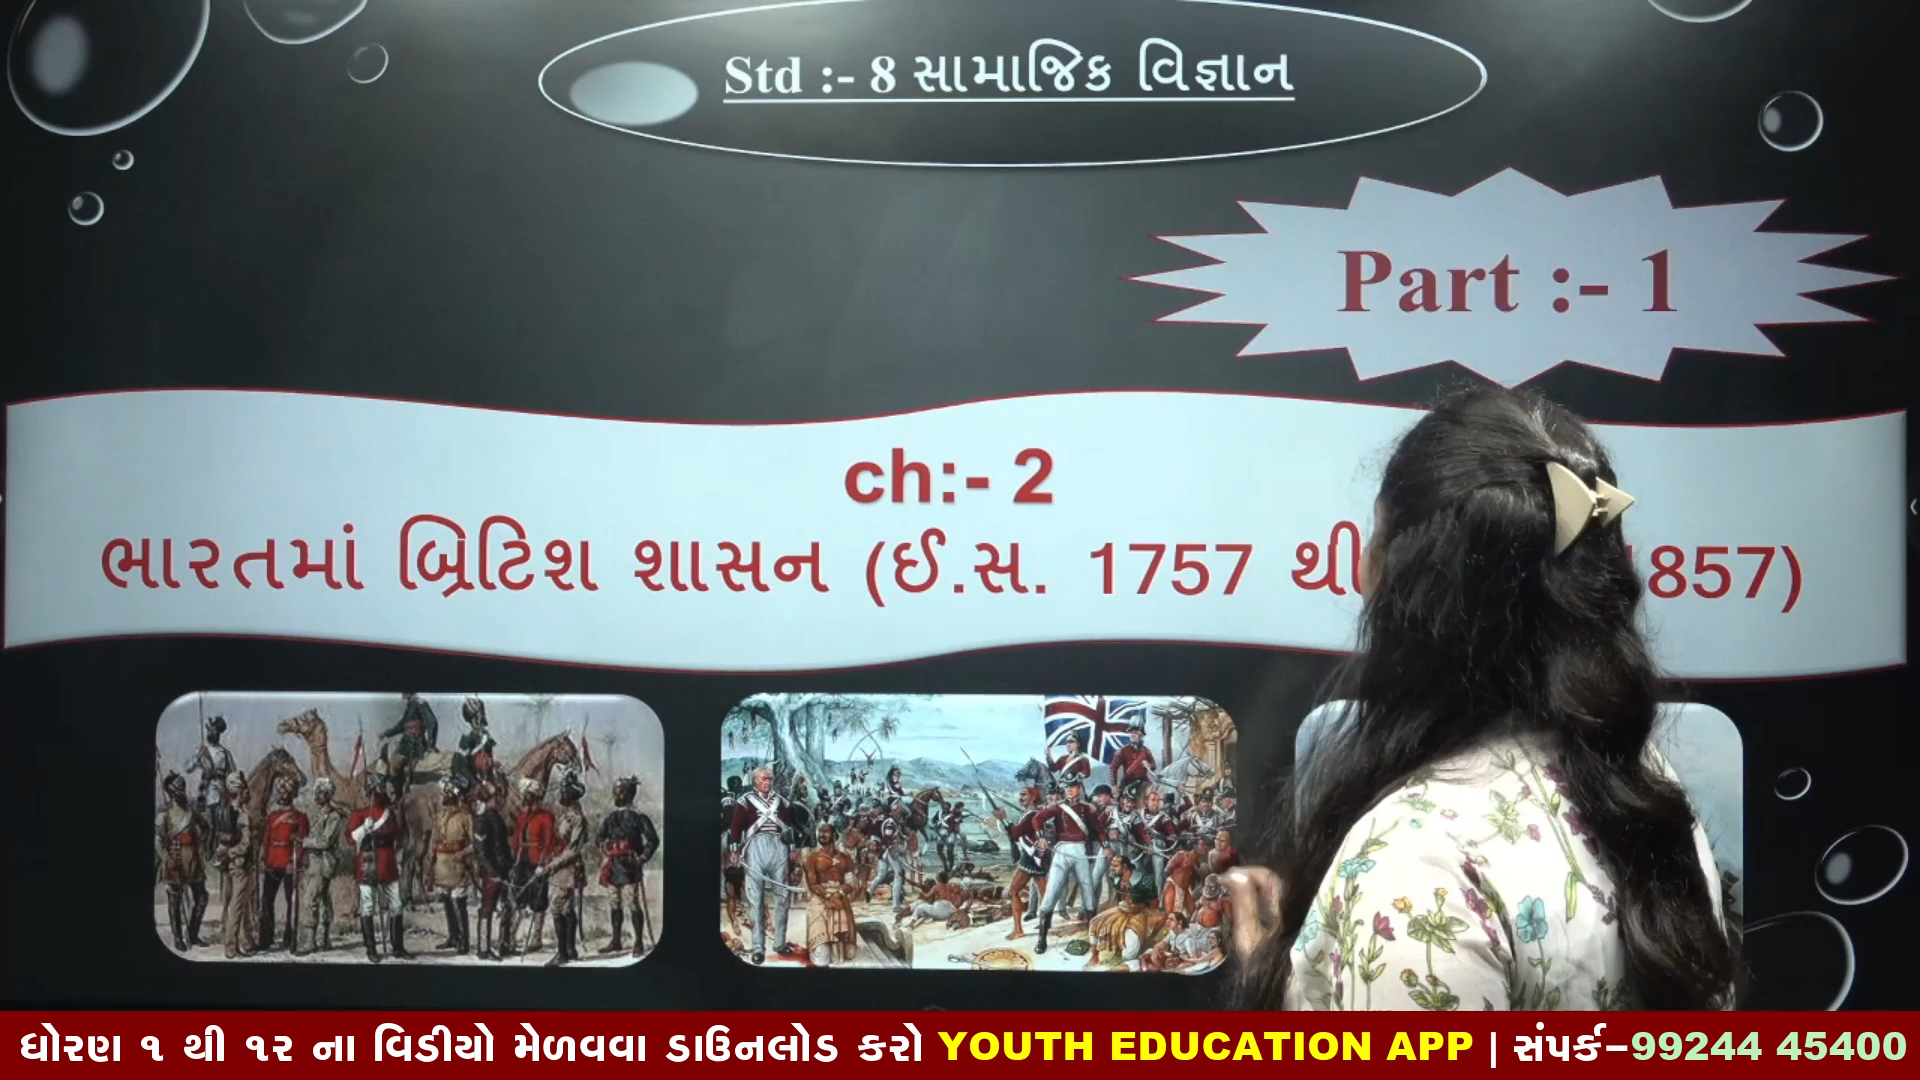 Std :- 8 સામાજિક વિજ્ઞાન
Part :- 1
ch:- 2
ભારતમાં બ્રિટિશ શાસન (ઈ.સ. 1757 થી 857)
ધોરણ ૧ થી ૧૨ ના વિડીયો મેળવવા ડાઉનલોડ કરો YOUTH EDUCATION APP | સંપર્ક-99244 45400